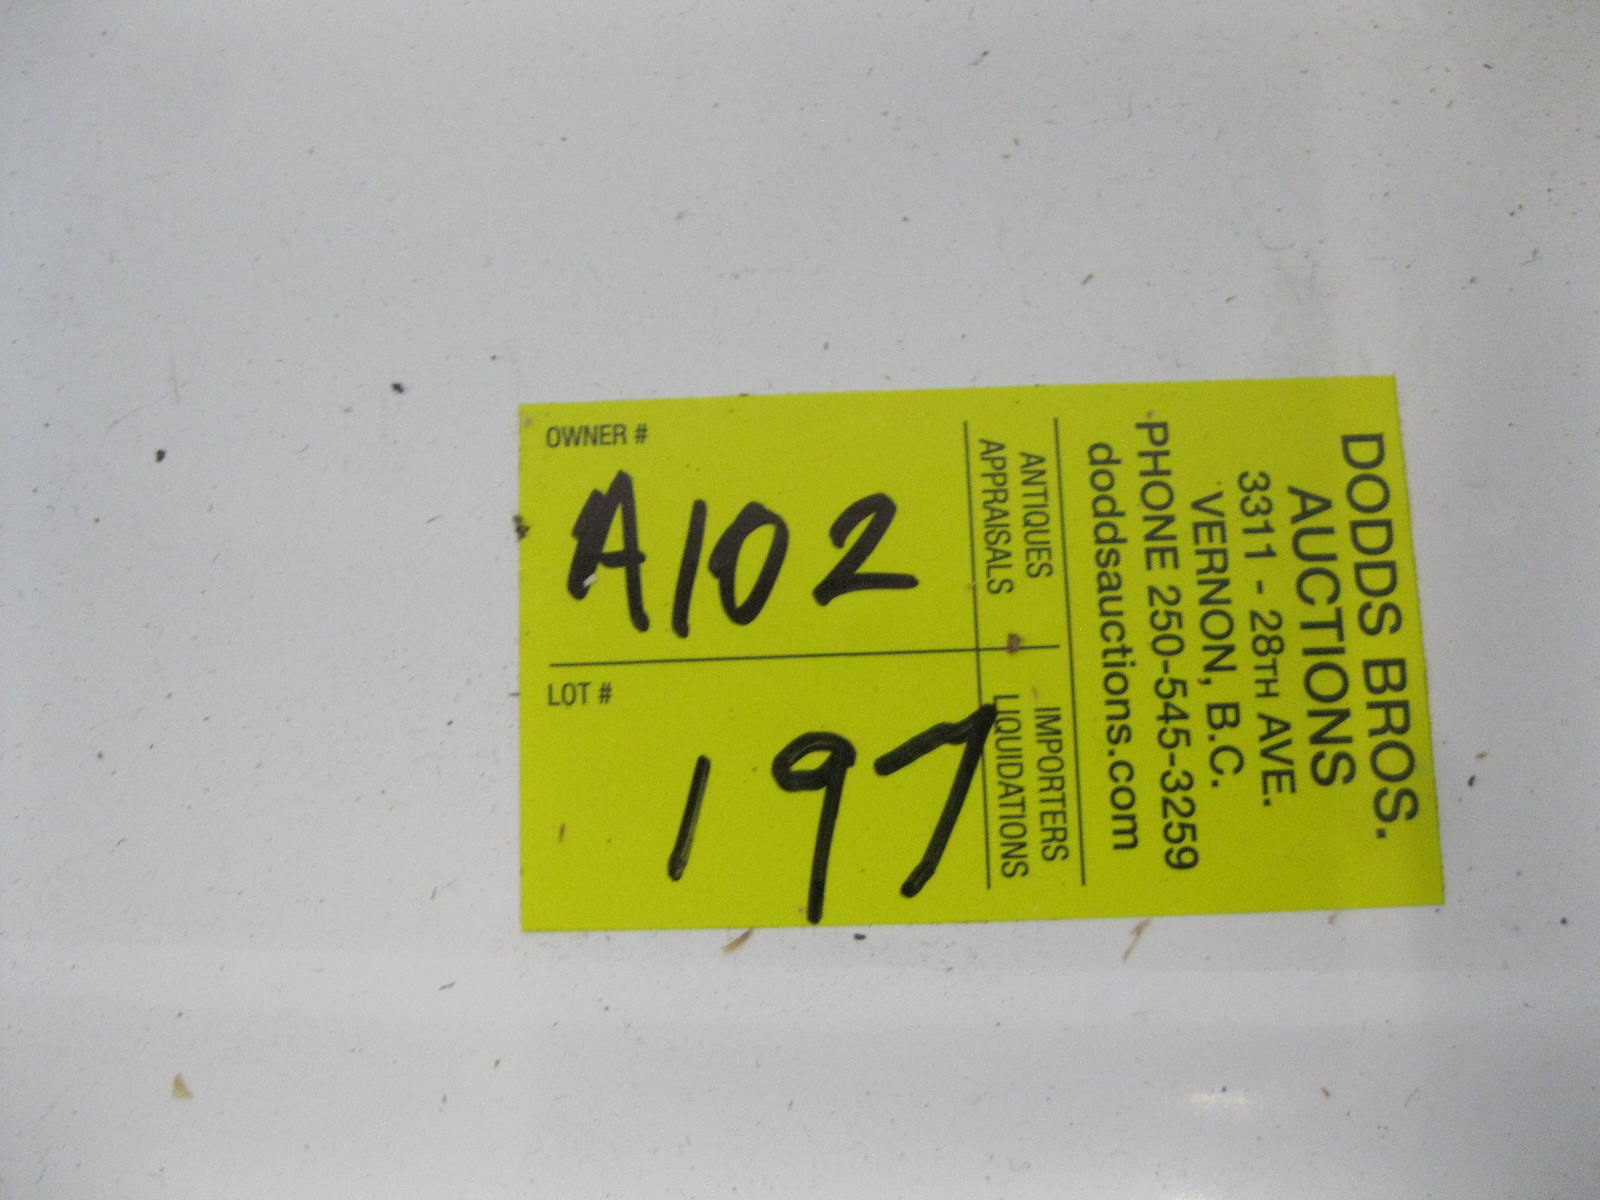 DODDS BROS.
AUCTIONS
3311 - 28TH AVE.
VERNON, B.C.
PHONE 250-545-3259
doddsauctions.com
ANTIQUES IMPORTERS
APPRAISALS LIQUIDATIONS
OWNER #
A102
LOT #
197